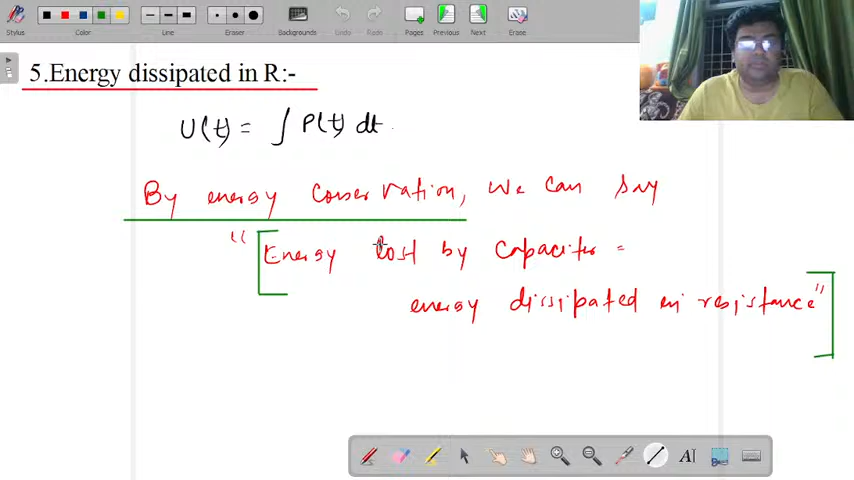 Stylus
Color
Line
Eraser
Backgrounds
Undo
Redo
Pages
Previous
Next
Erase
5.Energy dissipated in R:-
U(t) = ∫ P(t) dt
By energy conservation, we can say
" Energy lost by capacitor =
energy dissipated in resistance "
AI